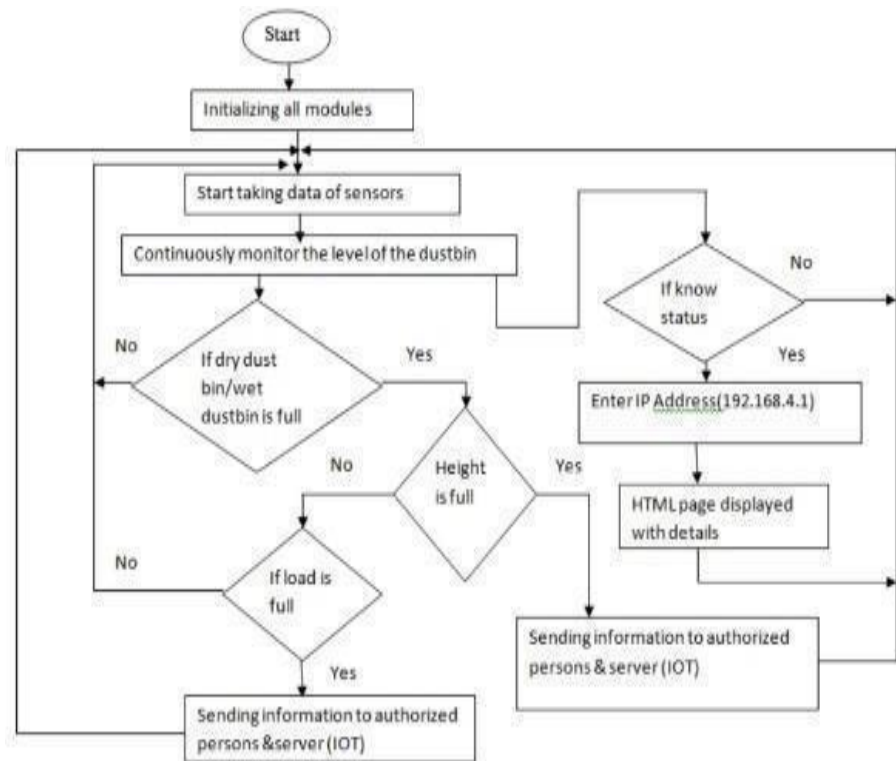 Start
Initializing all modules
Start taking data of sensors
Continuously monitor the level of the dustbin
If know
status
No
Yes
Enter IP Address(192.168.4.1)
HTML page displayed
with details
If dry dust
bin/wet
dustbin is full
No
Yes
Height
is full
No
Yes
If load is
full
No
Yes
Sending information to authorized
persons & server (IOT)
Sending information to authorized
persons &server (IOT)